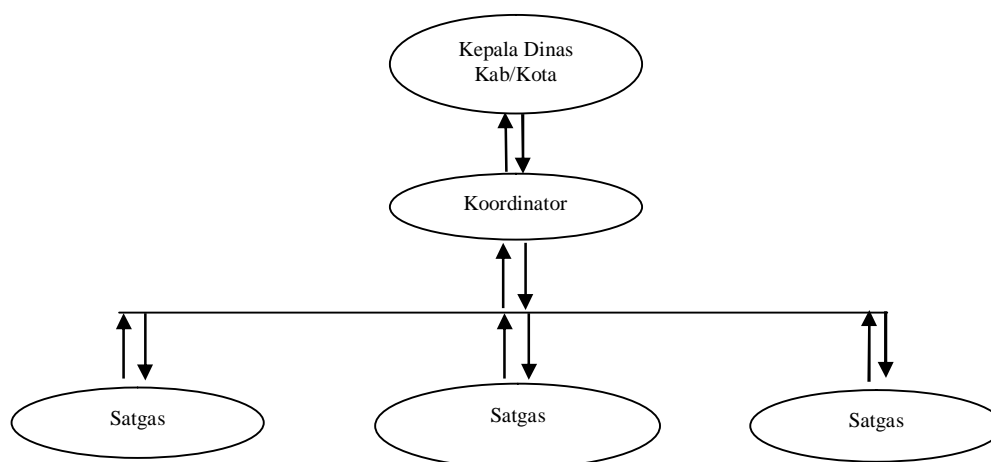 Kepala Dinas
Kab/Kota
Koordinator
Satgas
Satgas
Satgas